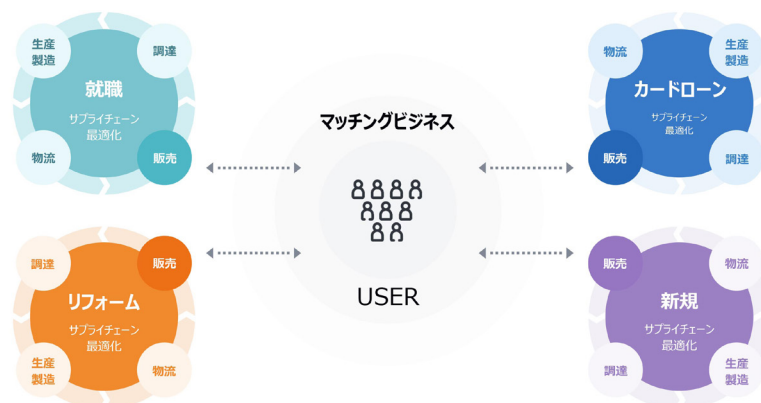 生産
製造
調達
就職
サプライチェーン
最適化
物流
販売
マッチングビジネス
USER
物流
生産
製造
カードローン
サプライチェーン
最適化
販売
調達
調達
販売
リフォーム
サプライチェーン
最適化
生産
製造
物流
販売
物流
新規
サプライチェーン
最適化
調達
生産
製造